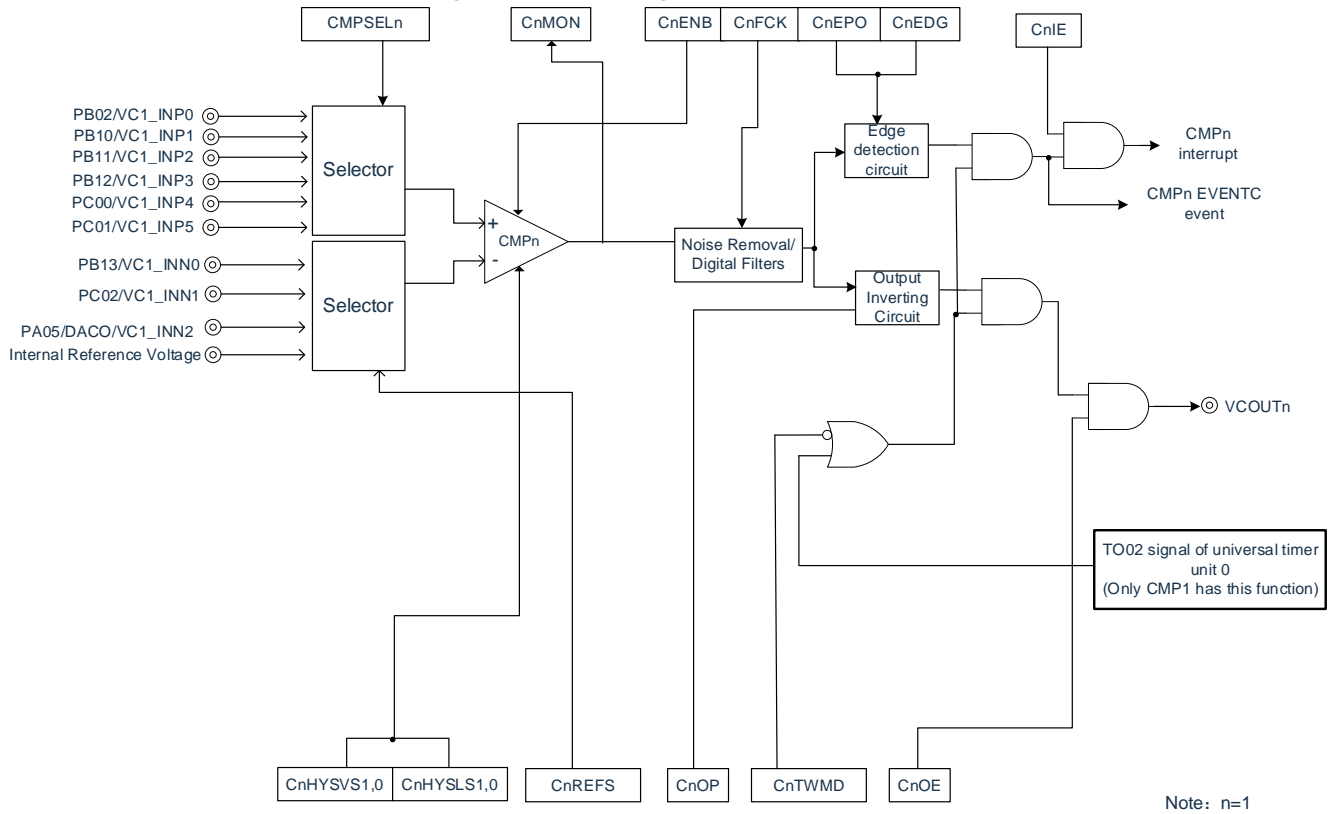 CMPSELn
CnMON
CnENB
CnFCK
CnEPO
CnEDG
CnIE
PB02/VC1_INP0
PB10/VC1_INP1
PB11/VC1_INP2
PB12/VC1_INP3
PC00/VC1_INP4
PC01/VC1_INP5
Selector
PB13/VC1_INN0
PC02/VC1_INN1
PA05/DACO/VC1_INN2
Internal Reference Voltage
Selector
+
CMPn
-
Noise Removal/
Digital Filters
Edge
detection
circuit
Output
Inverting
Circuit
CMPn
interrupt
CMPn EVENTC
event
VCOUTn
TO02 signal of universal timer
unit 0
(Only CMP1 has this function)
CnHYSVS1,0
CnHYSLS1,0
CnREFS
CnOP
CnTWMD
CnOE
Note：n=1